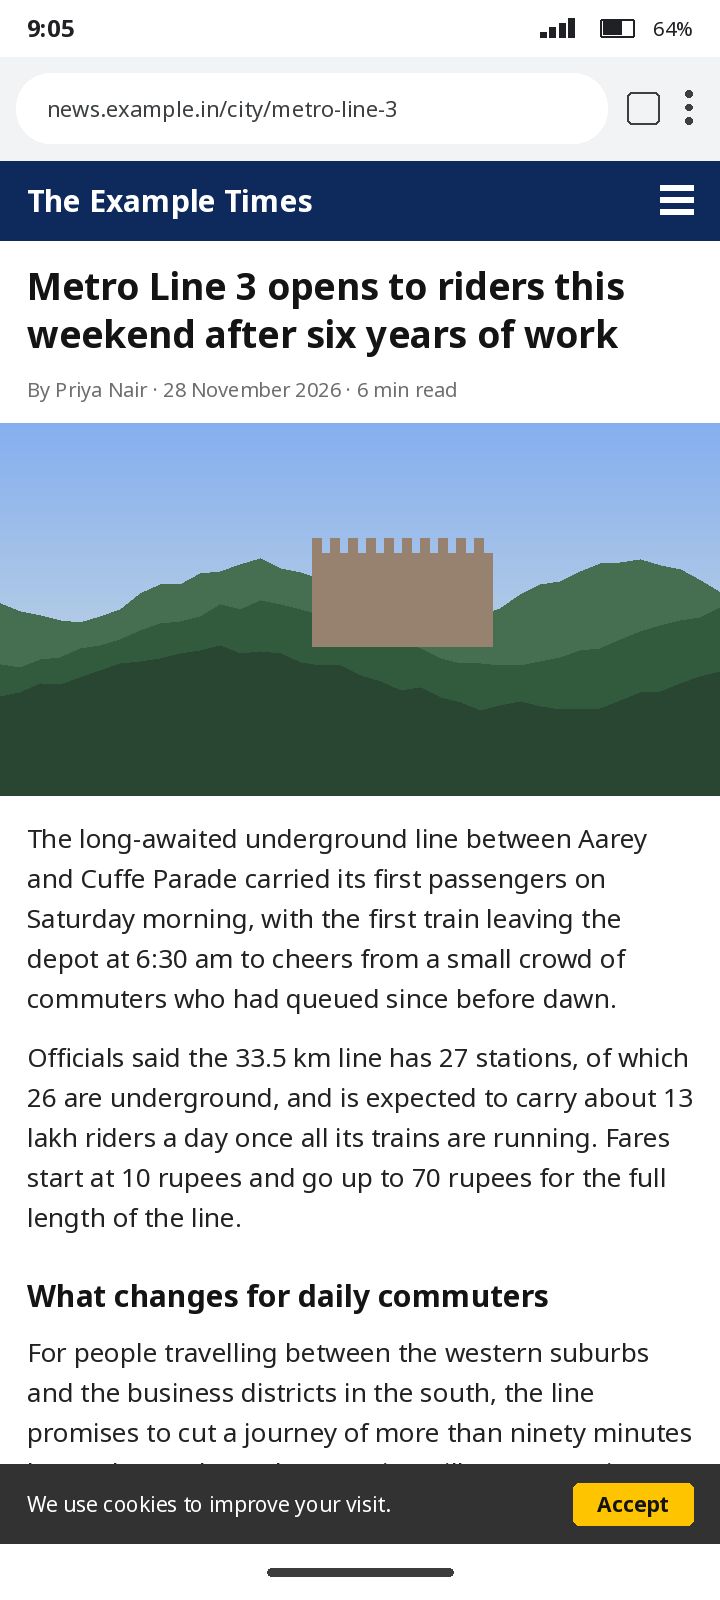 9:05
64%
news.example.in/city/metro-line-3
The Example Times
Metro Line 3 opens to riders this
weekend after six years of work
By Priya Nair · 28 November 2026 · 6 min read
The long-awaited underground line between Aarey
and Cuffe Parade carried its first passengers on
Saturday morning, with the first train leaving the
depot at 6:30 am to cheers from a small crowd of
commuters who had queued since before dawn.
Officials said the 33.5 km line has 27 stations, of which
26 are underground, and is expected to carry about 13
lakh riders a day once all its trains are running. Fares
start at 10 rupees and go up to 70 rupees for the full
length of the line.
What changes for daily commuters
For people travelling between the western suburbs
and the business districts in the south, the line
promises to cut a journey of more than ninety minutes
We use cookies to improve your visit.
Accept